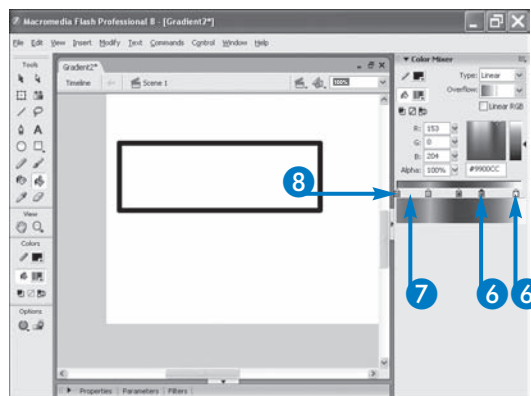 Macromedia Flash Professional 8 - [Gradient2*]
File Edit View Insert Modify Text Commands Control Window Help
Tools
Gradient2*
Timeline
Scene 1
100%
A
View
Colors
Options
Color Mixer
Type: Linear
Overflow:
Linear RGB
R: 153
G: 0
B: 204
Alpha: 100%
#9900CC
8
7
6
6
Properties Parameters Filters